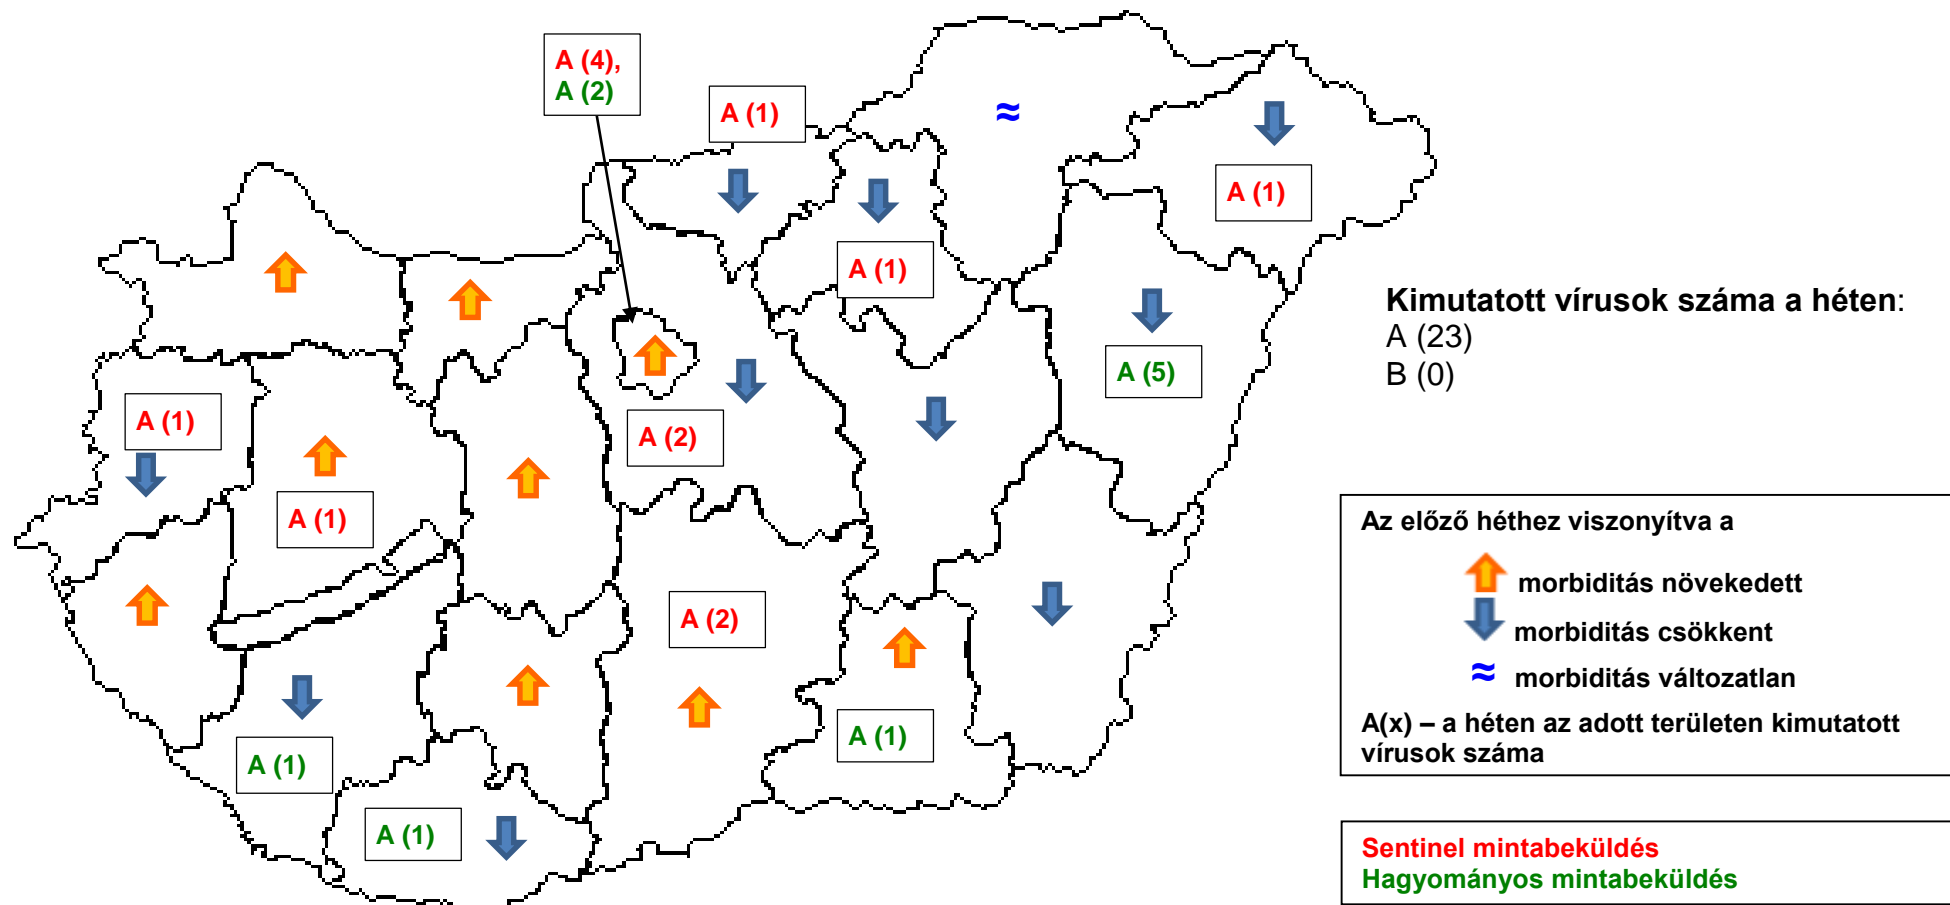 A (4),
A (2)
A (1)
A (1)
A (1)
A (1)
A (5)
A (2)
A (1)
A (1)
A (2)
A (1)
A (1)
A (1)
Kimutatott vírusok száma a héten:
A (23)
B (0)
Az előző héthez viszonyítva a
morbiditás növekedett
morbiditás csökkent
≈ morbiditás változatlan
A(x) – a héten az adott területen kimutatott
vírusok száma
Sentinel mintabeküldés
Hagyományos mintabeküldés